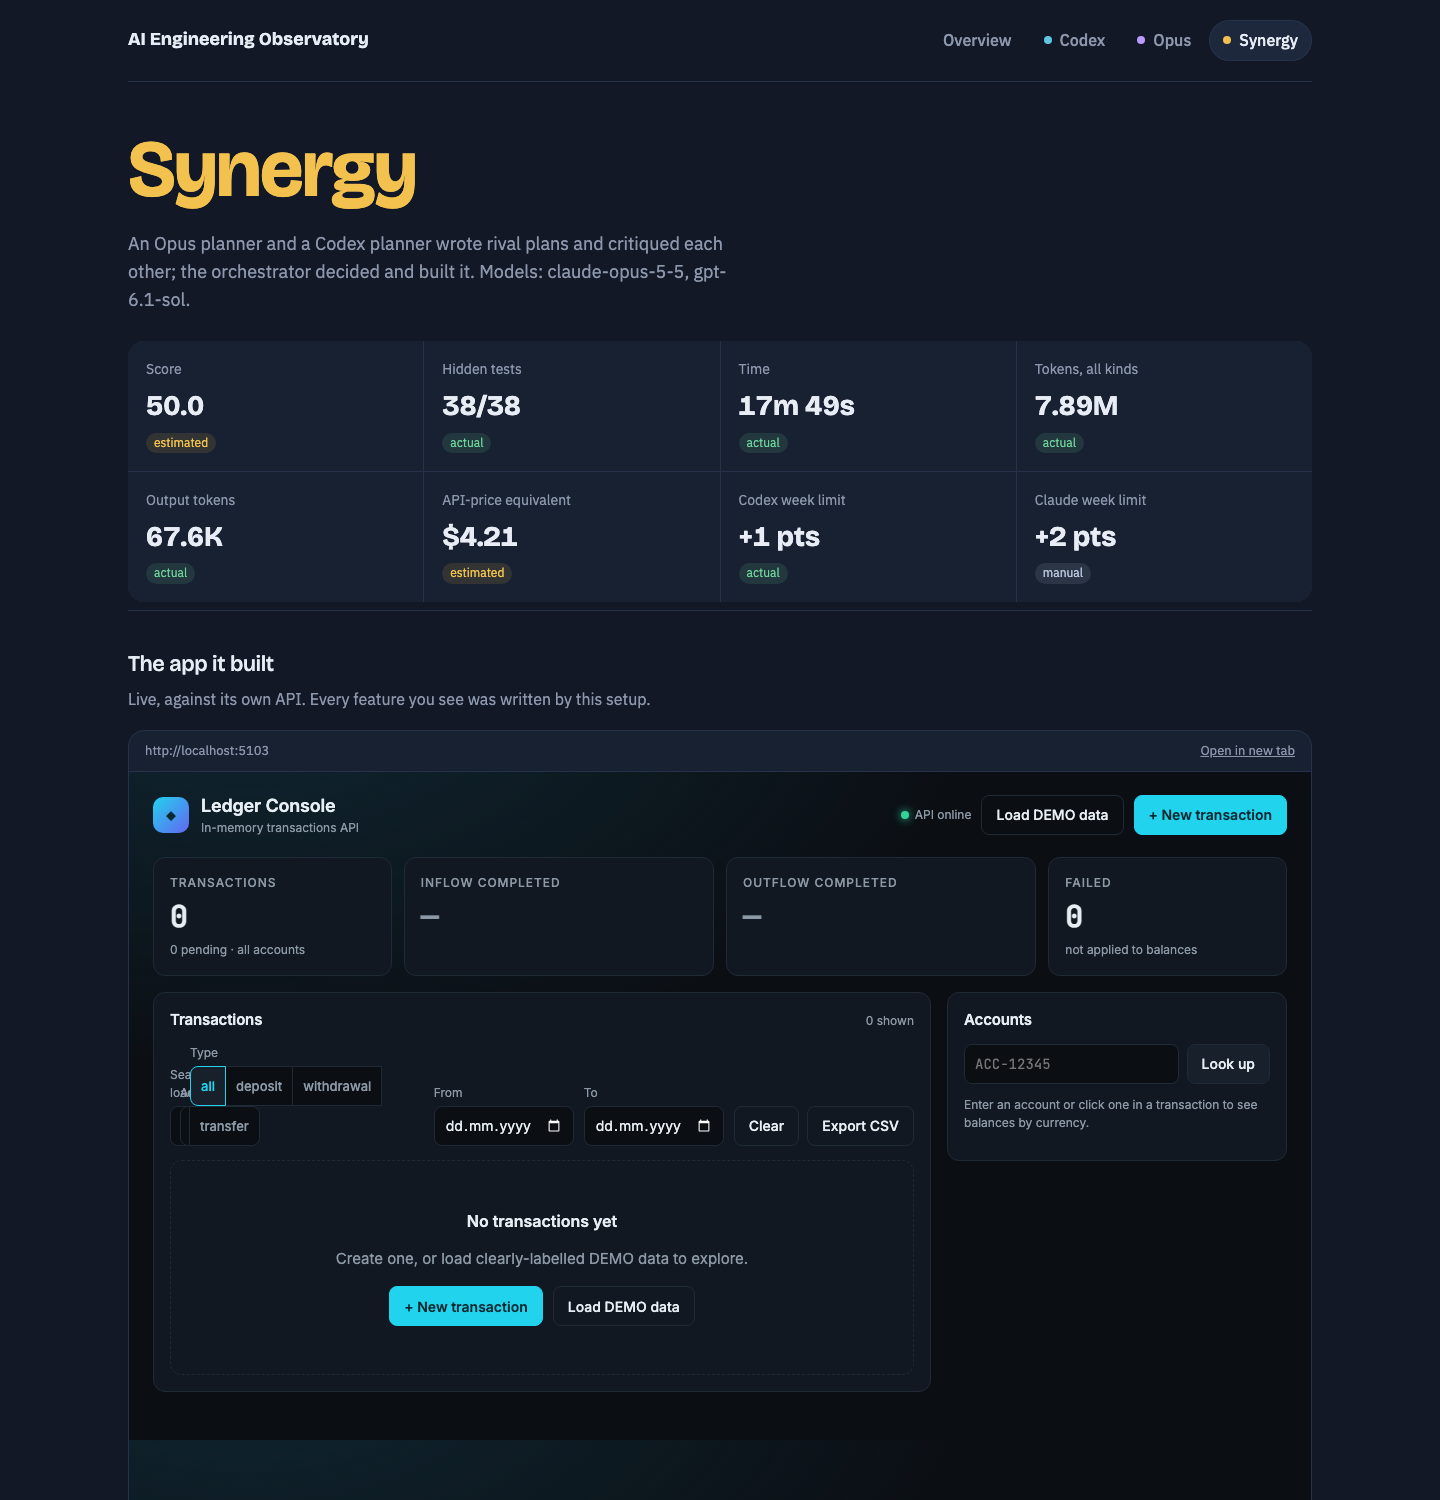 AI Engineering Observatory
Overview
Codex
Opus
Synergy
Synergy
An Opus planner and a Codex planner wrote rival plans and critiqued each
other; the orchestrator decided and built it. Models: claude-opus-5-5, gpt-
6.1-sol.
Score
50.0
estimated
Hidden tests
38/38
actual
Time
17m 49s
actual
Tokens, all kinds
7.89M
actual
Output tokens
67.6K
actual
API-price equivalent
$4.21
estimated
Codex week limit
+1 pts
actual
Claude week limit
+2 pts
manual
The app it built
Live, against its own API. Every feature you see was written by this setup.
http://localhost:5103
Open in new tab
Ledger Console
In-memory transactions API
API online
Load DEMO data
+ New transaction
TRANSACTIONS
0
0 pending · all accounts
INFLOW COMPLETED
—
OUTFLOW COMPLETED
—
FAILED
0
not applied to balances
Transactions
0 shown
Type
all
deposit
withdrawal
transfer
From
dd.mm.yyyy
To
dd.mm.yyyy
Clear
Export CSV
No transactions yet
Create one, or load clearly-labelled DEMO data to explore.
+ New transaction
Load DEMO data
Accounts
ACC-12345
Look up
Enter an account or click one in a transaction to see
balances by currency.